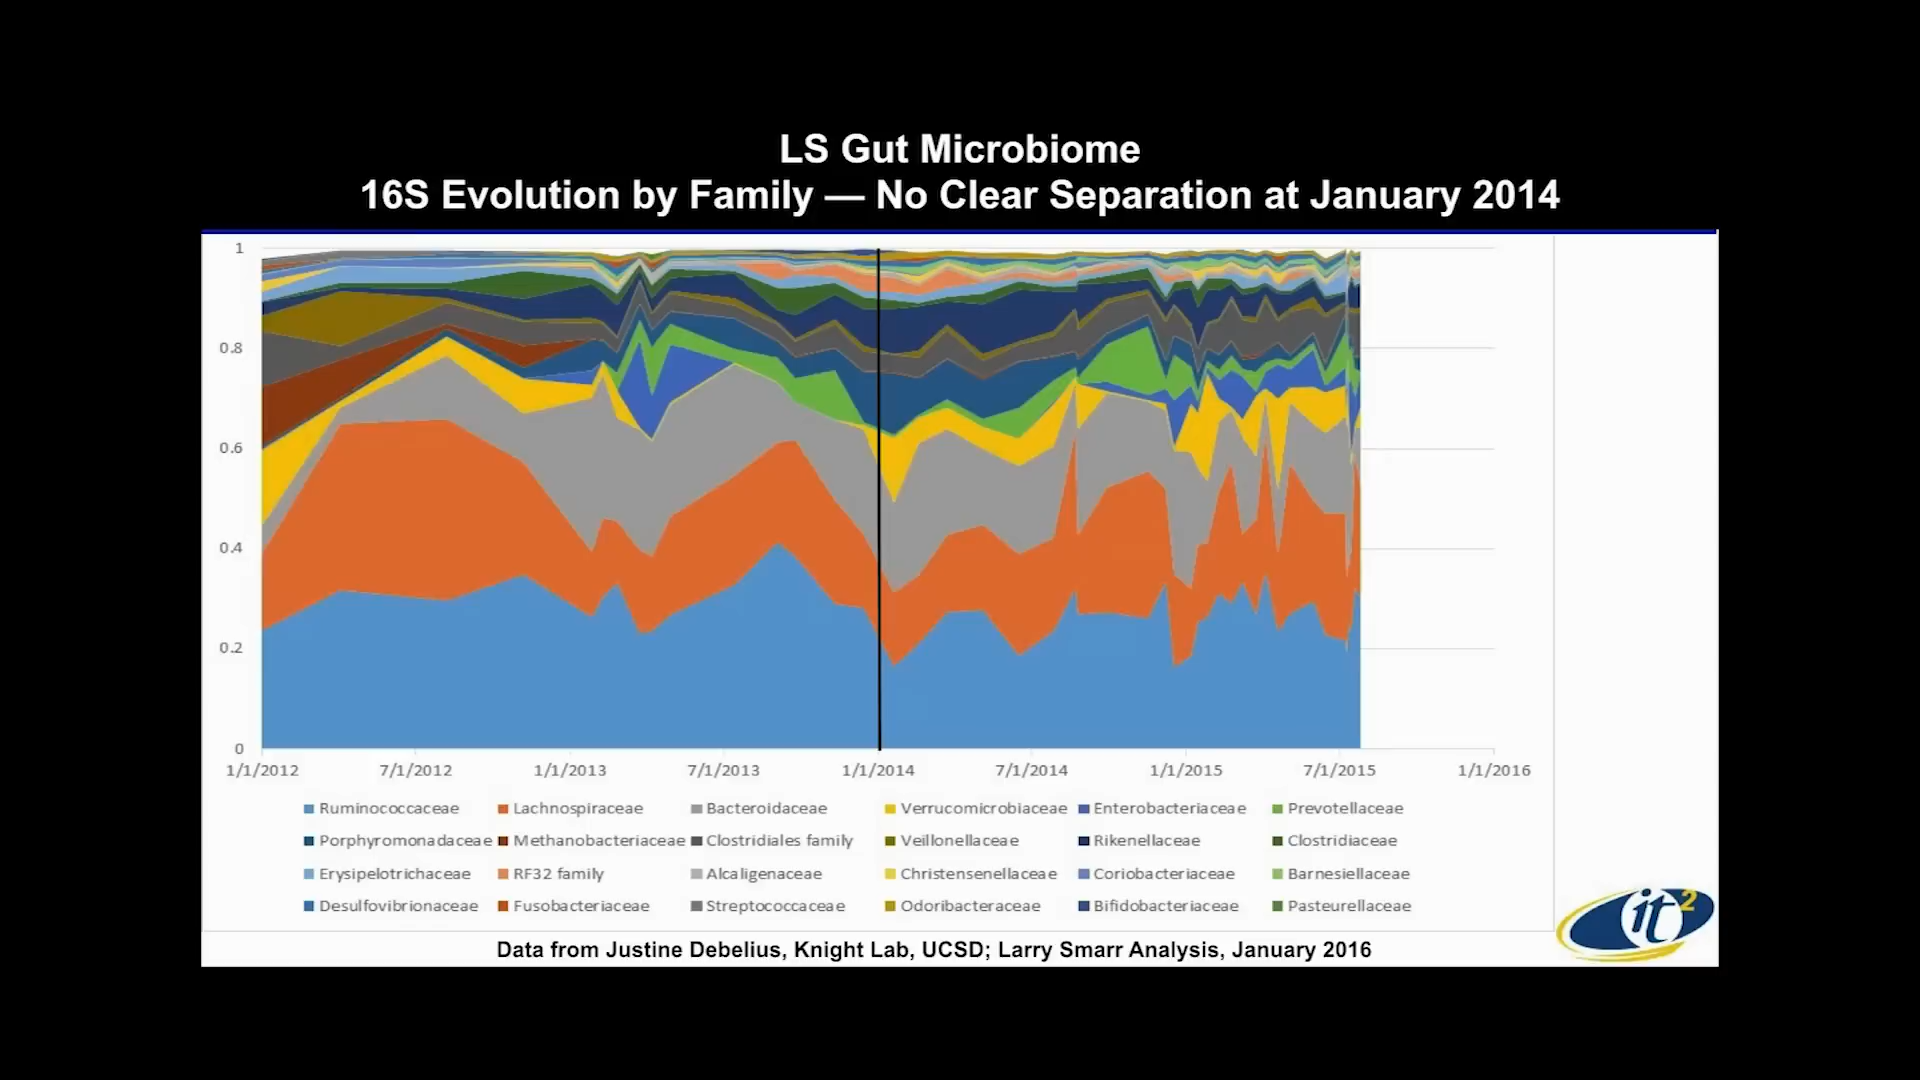 LS Gut Microbiome
16S Evolution by Family — No Clear Separation at January 2014
1
0.8
0.6
0.4
0.2
0
1/1/2012 7/1/2012 1/1/2013 7/1/2013 1/1/2014 7/1/2014 1/1/2015 7/1/2015 1/1/2016
Ruminococcaceae Lachnospiraceae Bacteroidaceae Verrucomicrobiaceae Enterobacteriaceae Prevotellaceae
Porphyromonadaceae Methanobacteriaceae Clostridiales family Veillonellaceae Rikenellaceae Clostridiaceae
Erysipelotrichaceae RF32 family Alcaligenaceae Christensenellaceae Coriobacteriaceae Barnesiellaceae
Desulfovibrionaceae Fusobacteriaceae Streptococcaceae Odoribacteraceae Bifidobacteriaceae Pasteurellaceae
it2
Data from Justine Debelius, Knight Lab, UCSD; Larry Smarr Analysis, January 2016